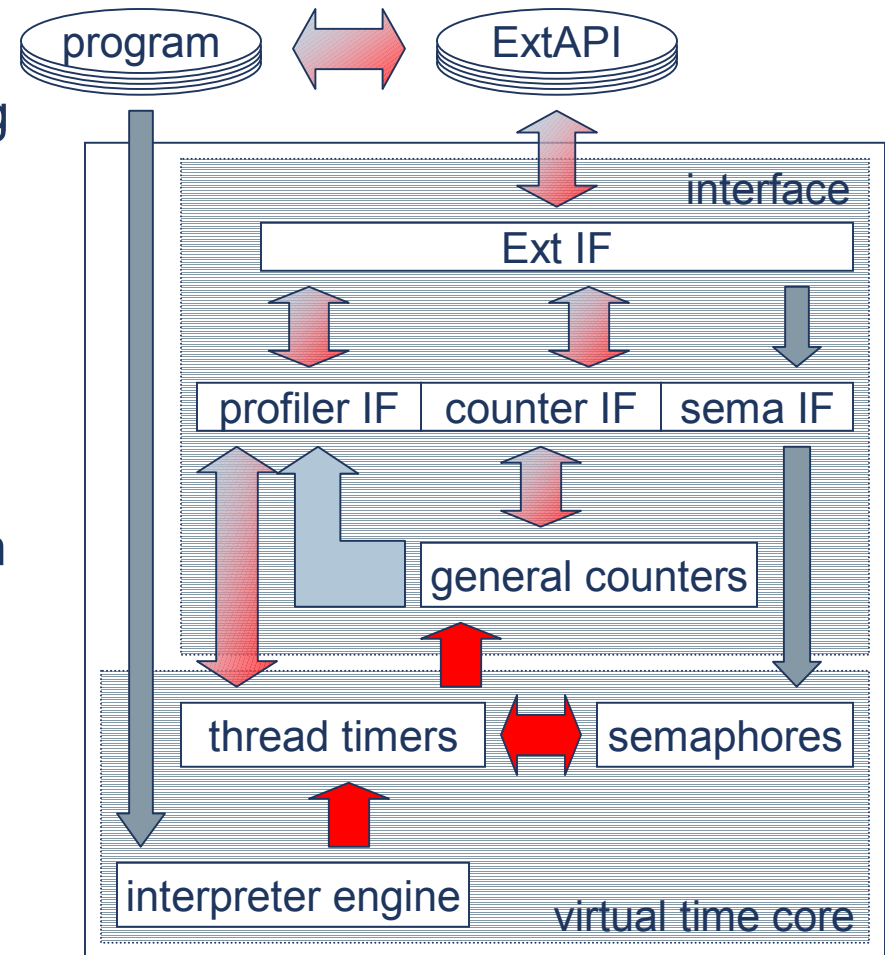 program
ExtAPI
g
interface
Ext IF
profiler IF
counter IF
sema IF
general counters
thread timers
semaphores
interpreter engine
virtual time core